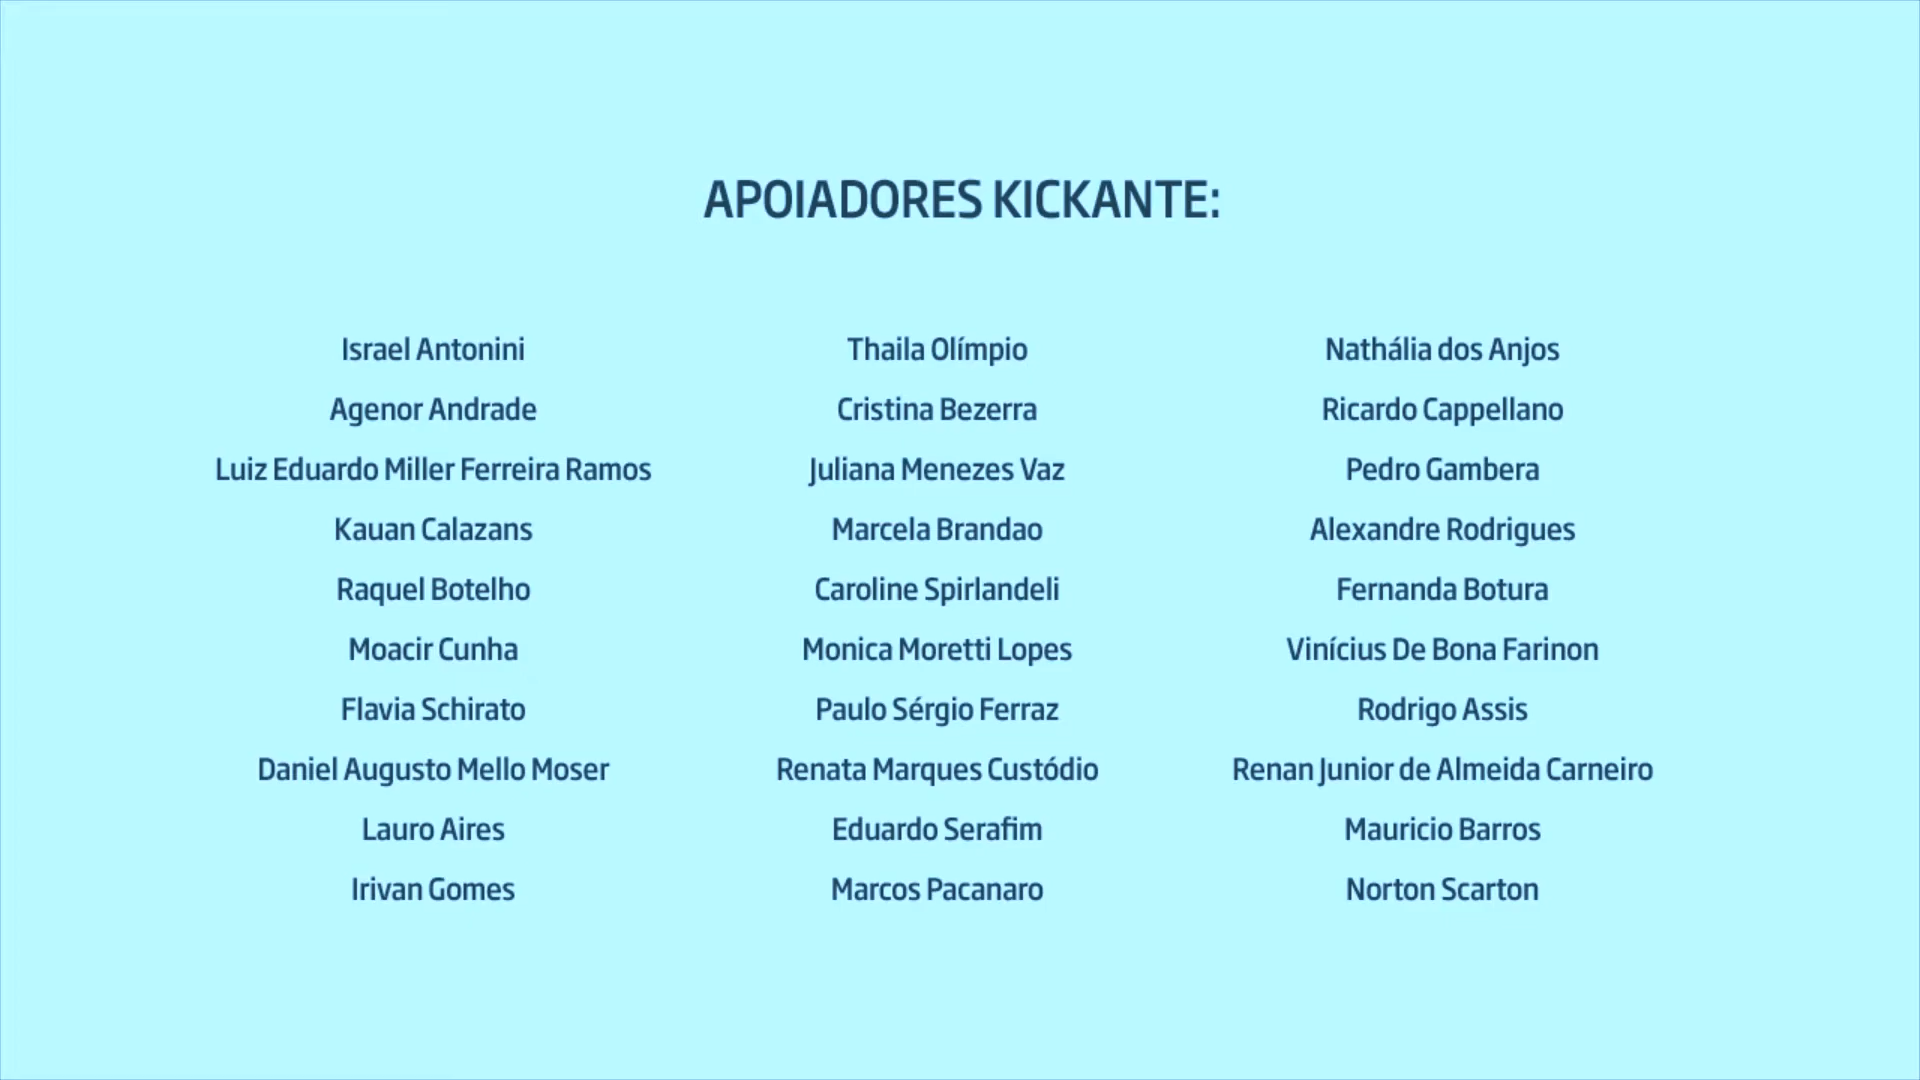 APOIADORES KICKANTE:
Israel Antonini
Agenor Andrade
Luiz Eduardo Miller Ferreira Ramos
Kauan Calazans
Raquel Botelho
Moacir Cunha
Flavia Schirato
Daniel Augusto Mello Moser
Lauro Aires
Irivan Gomes
Thaila Olímpio
Cristina Bezerra
Juliana Menezes Vaz
Marcela Brandao
Caroline Spirlandeli
Monica Moretti Lopes
Paulo Sérgio Ferraz
Renata Marques Custódio
Eduardo Serafim
Marcos Pacanaro
Nathália dos Anjos
Ricardo Cappellano
Pedro Gambera
Alexandre Rodrigues
Fernanda Botura
Vinícius De Bona Farinon
Rodrigo Assis
Renan Junior de Almeida Carneiro
Mauricio Barros
Norton Scarton